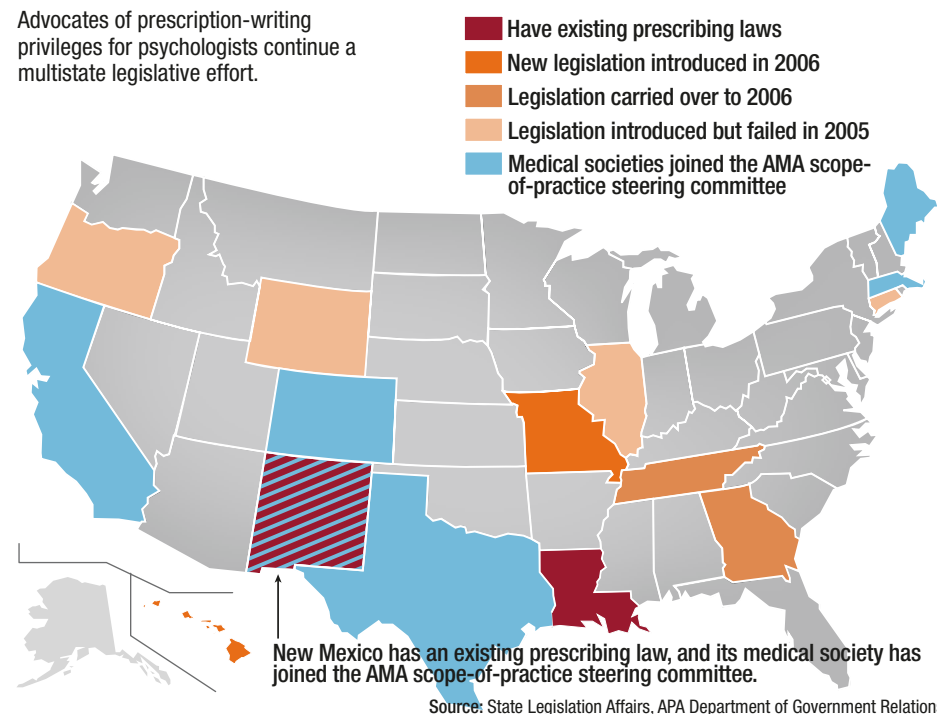 Advocates of prescription-writing
privileges for psychologists continue a
multistate legislative effort.
Have existing prescribing laws
New legislation introduced in 2006
Legislation carried over to 2006
Legislation introduced but failed in 2005
Medical societies joined the AMA scope-
of-practice steering committee
New Mexico has an existing prescribing law, and its medical society has
joined the AMA scope-of-practice steering committee.
Source: State Legislation Affairs, APA Department of Government Relation